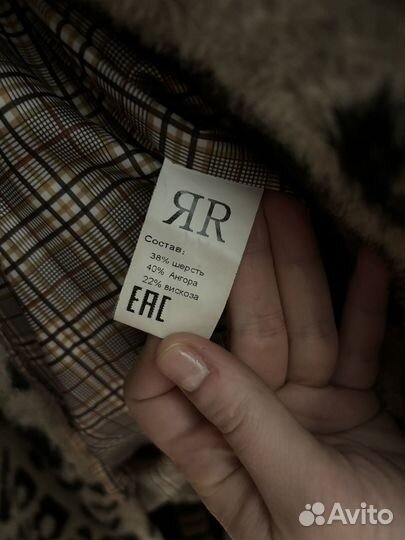 ЯR
Состав:
38% шерсть
40% Ангора
22% вискоза
EAC
Avito